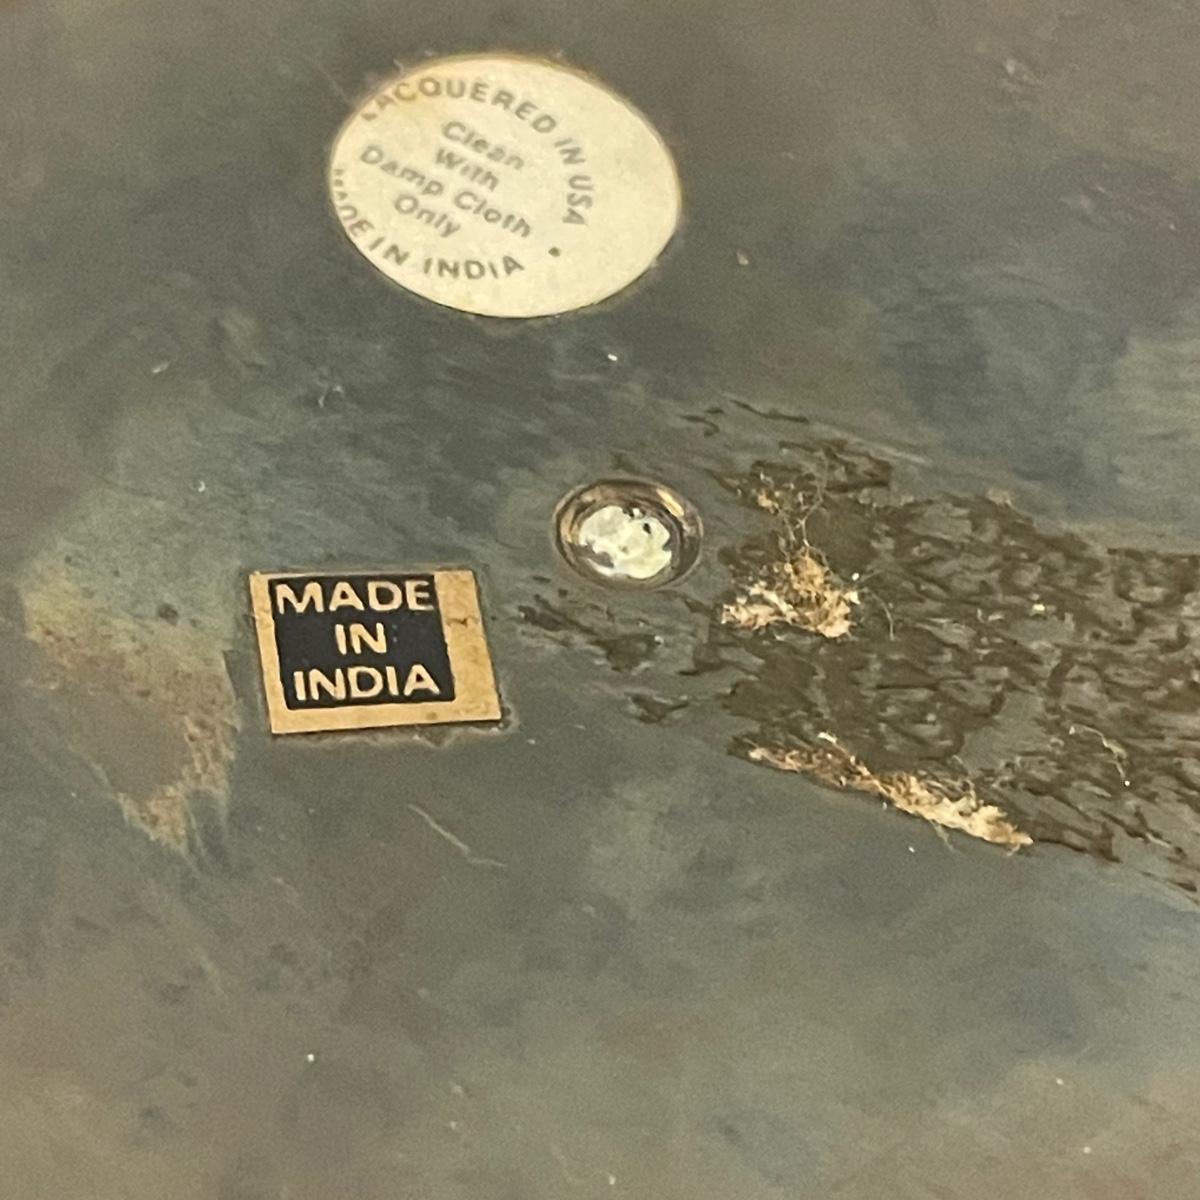 LACQUERED IN USA
Clean
With
Damp Cloth
Only
MADE IN INDIA
MADE
IN
INDIA